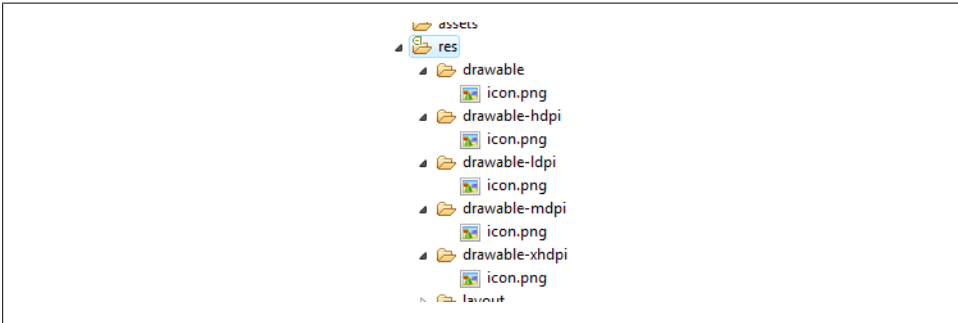 assets
res
drawable
icon.png
drawable-hdpi
icon.png
drawable-ldpi
icon.png
drawable-mdpi
icon.png
drawable-xhdpi
icon.png
layout